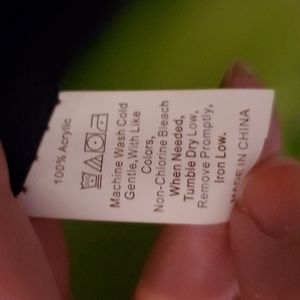 100% Acrylic
Machine Wash Cold
Gentle,With Like
Colors,
Non-Chlorine Bleach
When Needed,
Tumble Dry Low,
Remove Promptly,
Iron Low.
MADE IN CHINA